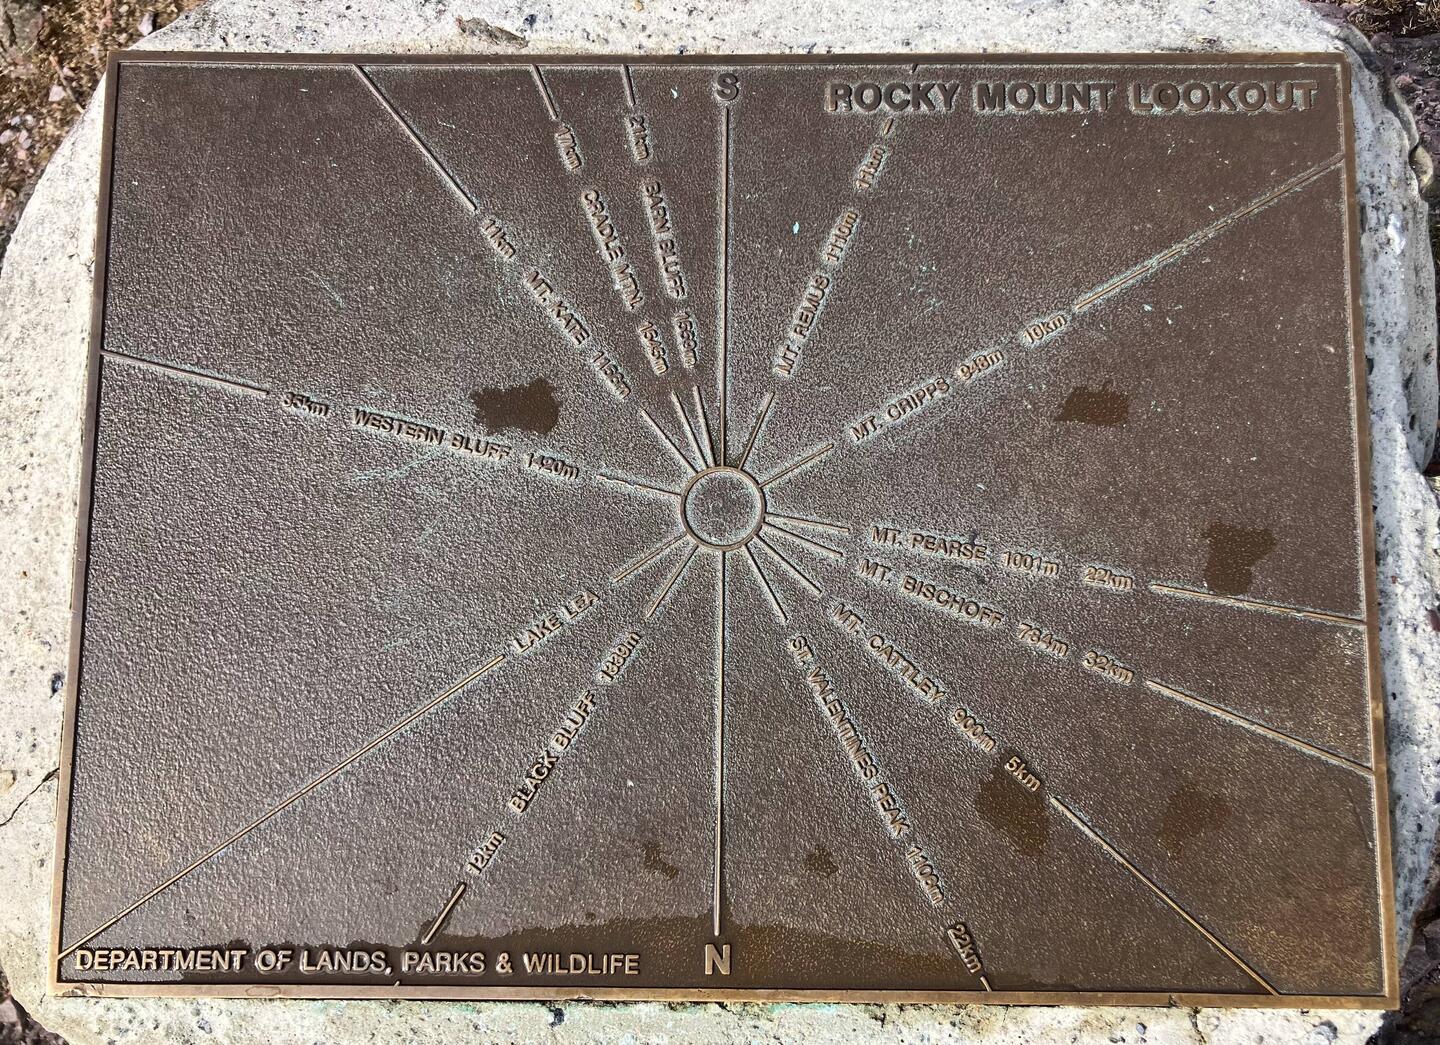 ROCKY MOUNT LOOKOUT
S
11km MT. KATE
17km CRADLE MTN. 1545m
21km BARN BLUFF 1559m
MT. REMUS 1110m 11km
MT. CRIPPS 948m 10km
35km WESTERN BLUFF 1420m
MT. PEARSE 1001m 22km
MT. BISCHOFF 784m 32km
MT. CATTLEY 900m 5km
ST. VALENTINES PEAK 1106m 22km
LAKE LEA
12km BLACK BLUFF 1339m
DEPARTMENT OF LANDS, PARKS & WILDLIFE
N